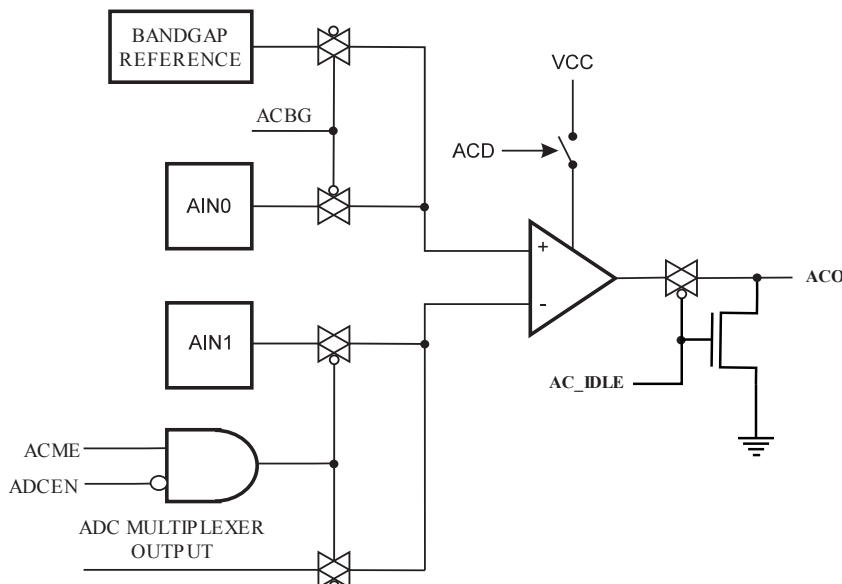 BANDGAP
REFERENCE
VCC
ACBG
ACD
AIN0
+
ACO
-
AIN1
AC_IDLE
ACME
ADCEN
ADC MULTIPLEXER
OUTPUT